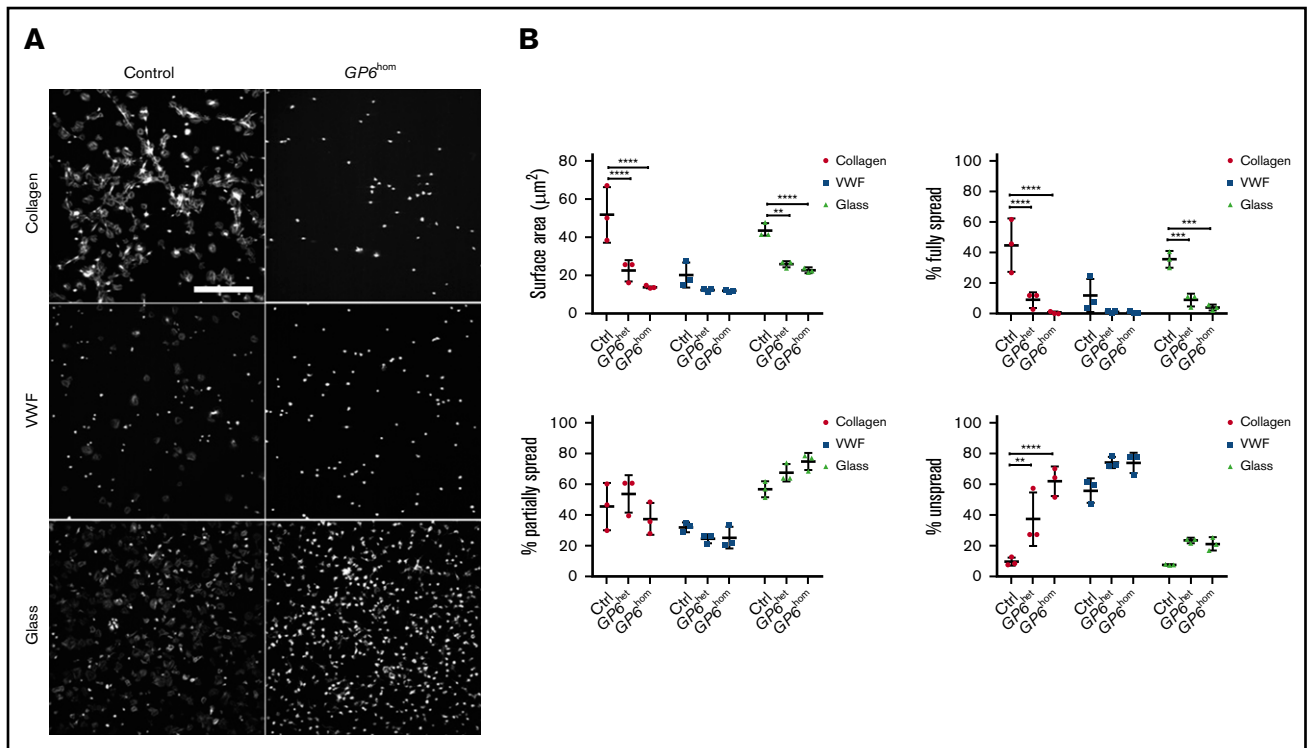 A
Control
GP6hom
Collagen
VWF
Glass
B
Surface area (μm2)
80
60
40
20
0
****
****
****
**
Ctrl
GP6het
GP6hom
Ctrl
GP6het
GP6hom
Ctrl
GP6het
GP6hom
Collagen
VWF
Glass
% fully spread
100
80
60
40
20
0
****
****
***
***
Ctrl
GP6het
GP6hom
Ctrl
GP6het
GP6hom
Ctrl
GP6het
GP6hom
Collagen
VWF
Glass
% partially spread
100
80
60
40
20
0
Ctrl
GP6het
GP6hom
Ctrl
GP6het
GP6hom
Ctrl
GP6het
GP6hom
Collagen
VWF
Glass
% unspread
100
80
60
40
20
0
****
**
Ctrl
GP6het
GP6hom
Ctrl
GP6het
GP6hom
Ctrl
GP6het
GP6hom
Collagen
VWF
Glass